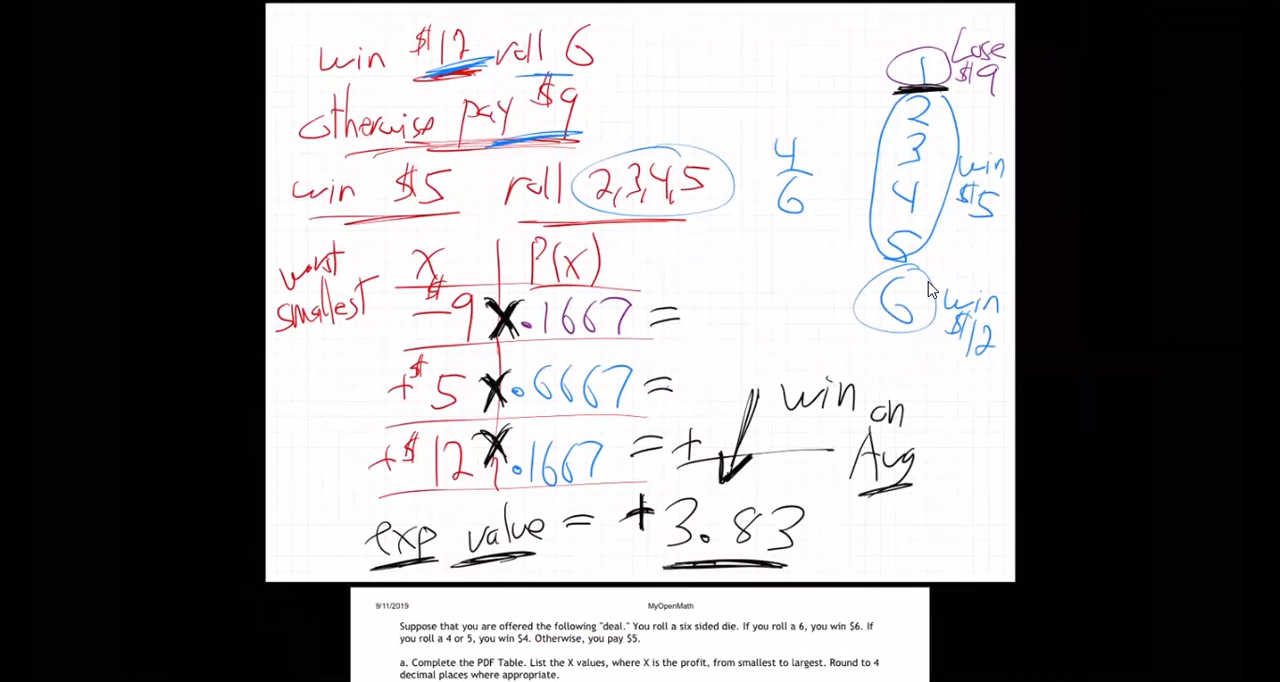 win $12 roll 6
otherwise pay $9
win $5 roll 2,3,4,5
4
6
1 Lose $9
2
3
4
5
win $5
6 win $12
worst smallest
x P(x)
-$9 x .1667 =
+$5 x .6667 =
+$12 x .1667 = +
win on Avg
exp value = +3.83
9/11/2019 MyOpenMath
Suppose that you are offered the following "deal." You roll a six sided die. If you roll a 6, you win $6. If
you roll a 4 or 5, you win $4. Otherwise, you pay $5.
a. Complete the PDF Table. List the X values, where X is the profit, from smallest to largest. Round to 4
decimal places where appropriate.